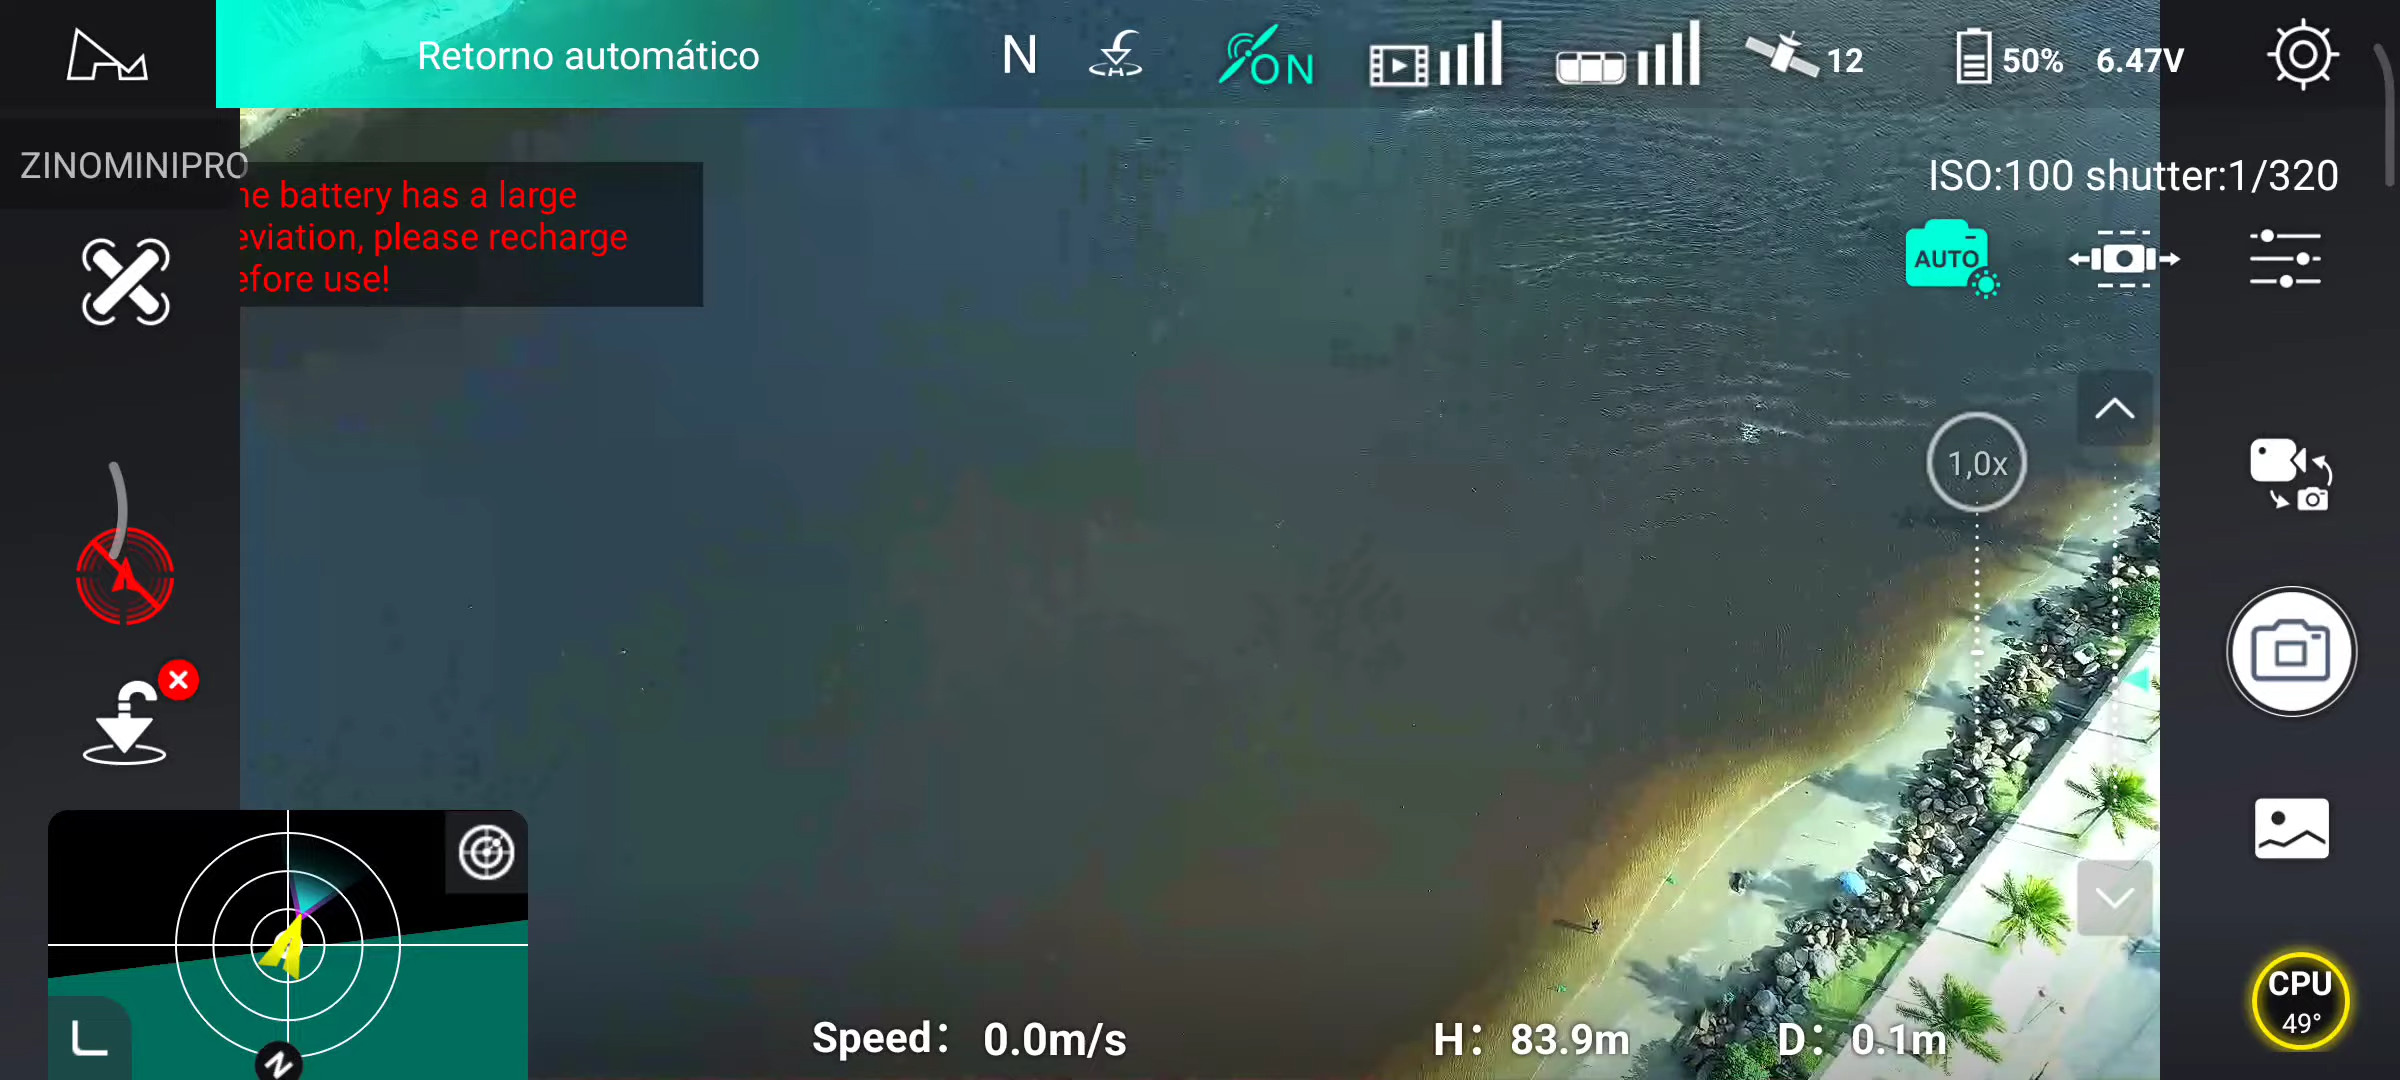 Retorno automático
N
ON
12
50%
6.47V
ZINOMINIPRO
he battery has a large
eviation, please recharge
efore use!
ISO:100 shutter:1/320
AUTO
1,0x
CPU
49°
N
Speed: 0.0m/s
H: 83.9m
D: 0.1m